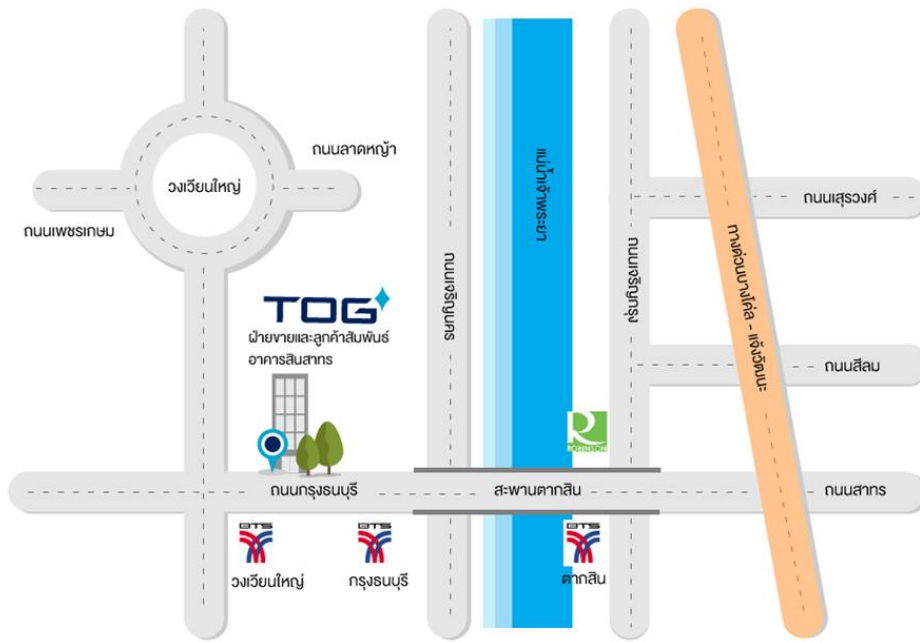 ถนนลาดหญ้า
วงเวียนใหญ่
ถนนเพชรเกษม
ถนนเจริญนคร
แม่น้ำเจ้าพระยา
ถนนเจริญกรุง
ถนนสุรวงศ์
ทางด่วนบางโคล่ - แจ้งวัฒนะ
TOG
ฝ่ายขายและลูกค้าสัมพันธ์
อาคารสินสาทร
ถนนสีลม
R
ROBINSON
ถนนกรุงธนบุรี
สะพานตากสิน
ถนนสาทร
BTS
วงเวียนใหญ่
BTS
กรุงธนบุรี
BTS
ตากสิน